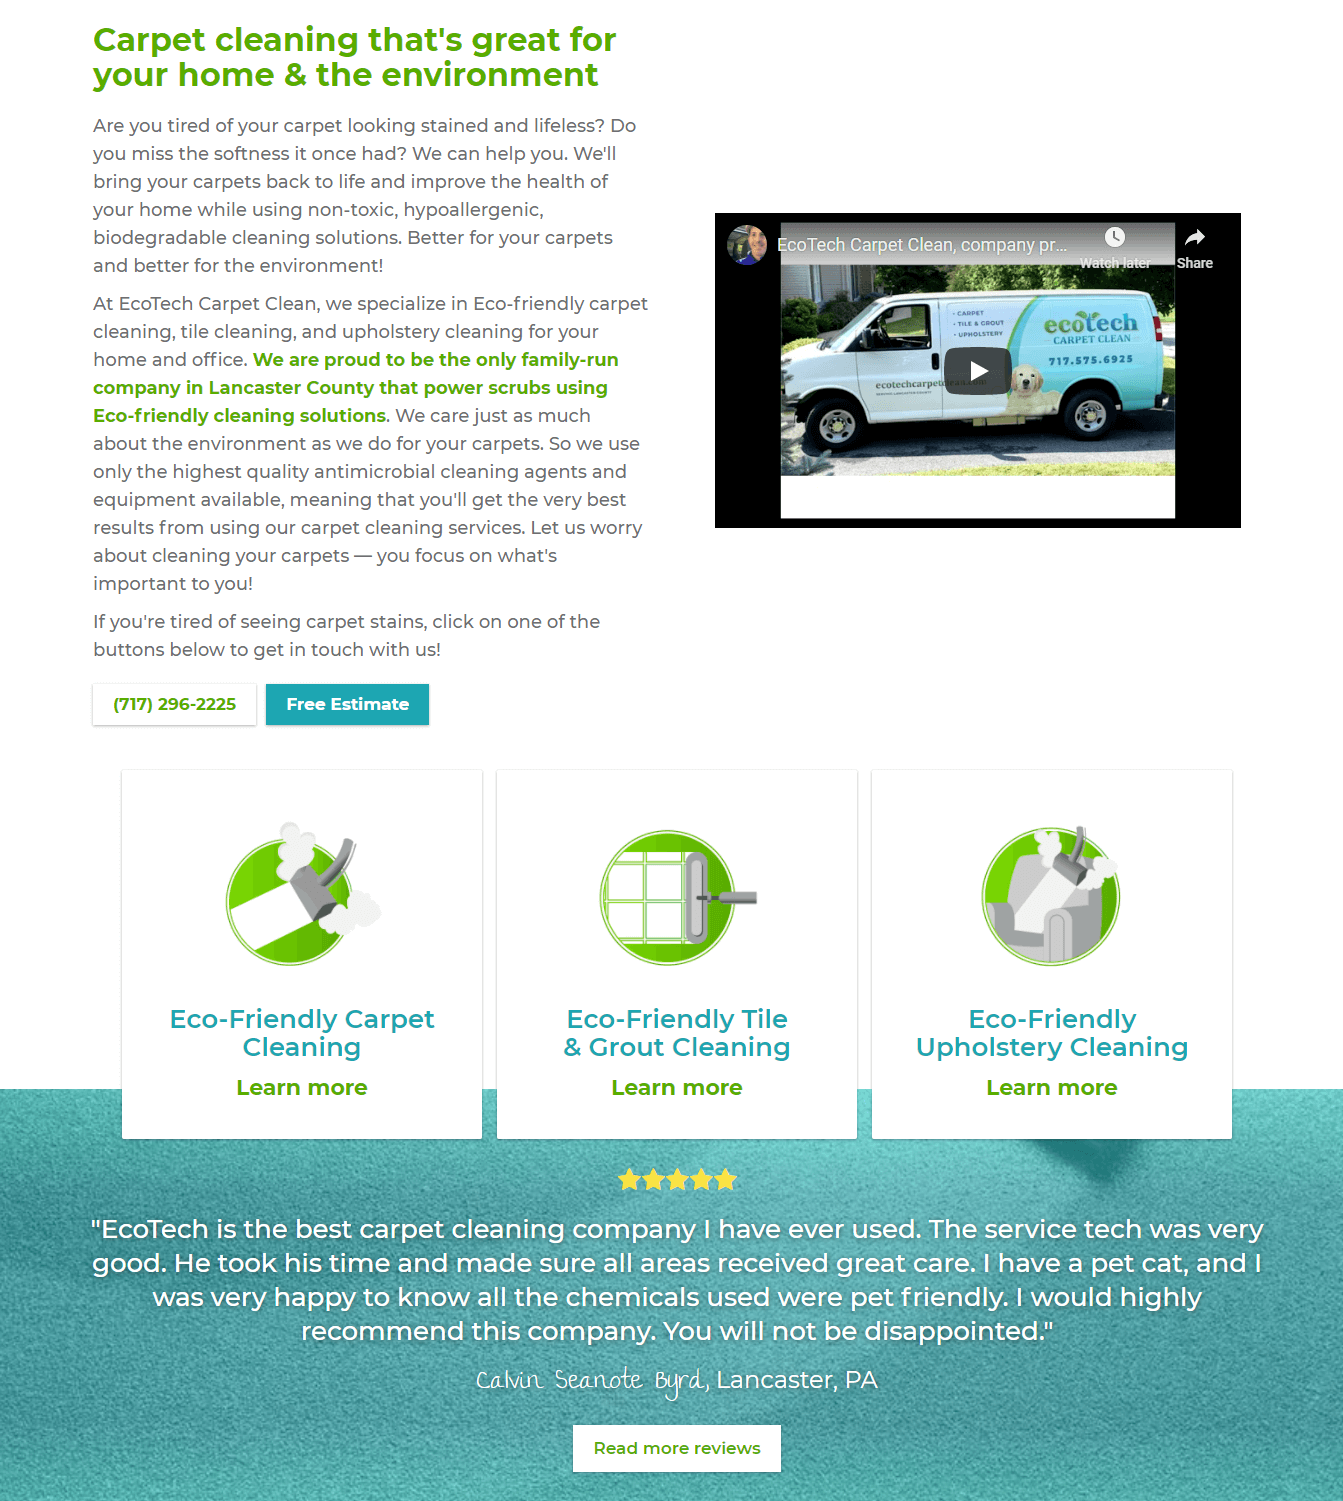 Carpet cleaning that's great for
your home & the environment
Are you tired of your carpet looking stained and lifeless? Do
you miss the softness it once had? We can help you. We'll
bring your carpets back to life and improve the health of
your home while using non-toxic, hypoallergenic,
biodegradable cleaning solutions. Better for your carpets
and better for the environment!
At EcoTech Carpet Clean, we specialize in Eco-friendly carpet
cleaning, tile cleaning, and upholstery cleaning for your
home and office. We are proud to be the only family-run
company in Lancaster County that power scrubs using
Eco-friendly cleaning solutions. We care just as much
about the environment as we do for your carpets. So we use
only the highest quality antimicrobial cleaning agents and
equipment available, meaning that you'll get the very best
results from using our carpet cleaning services. Let us worry
about cleaning your carpets — you focus on what's
important to you!
If you're tired of seeing carpet stains, click on one of the
buttons below to get in touch with us!
(717) 296-2225
Free Estimate
EcoTech Carpet Clean, company pr...
Watch later
Share
• CARPET
• TILE & GROUT
• UPHOLSTERY
ecotech
CARPET CLEAN
717.575.6925
Eco-Friendly Carpet
Cleaning
Learn more
Eco-Friendly Tile
& Grout Cleaning
Learn more
Eco-Friendly
Upholstery Cleaning
Learn more
"EcoTech is the best carpet cleaning company I have ever used. The service tech was very
good. He took his time and made sure all areas received great care. I have a pet cat, and I
was very happy to know all the chemicals used were pet friendly. I would highly
recommend this company. You will not be disappointed."
Calvin Seanote Byrd, Lancaster, PA
Read more reviews